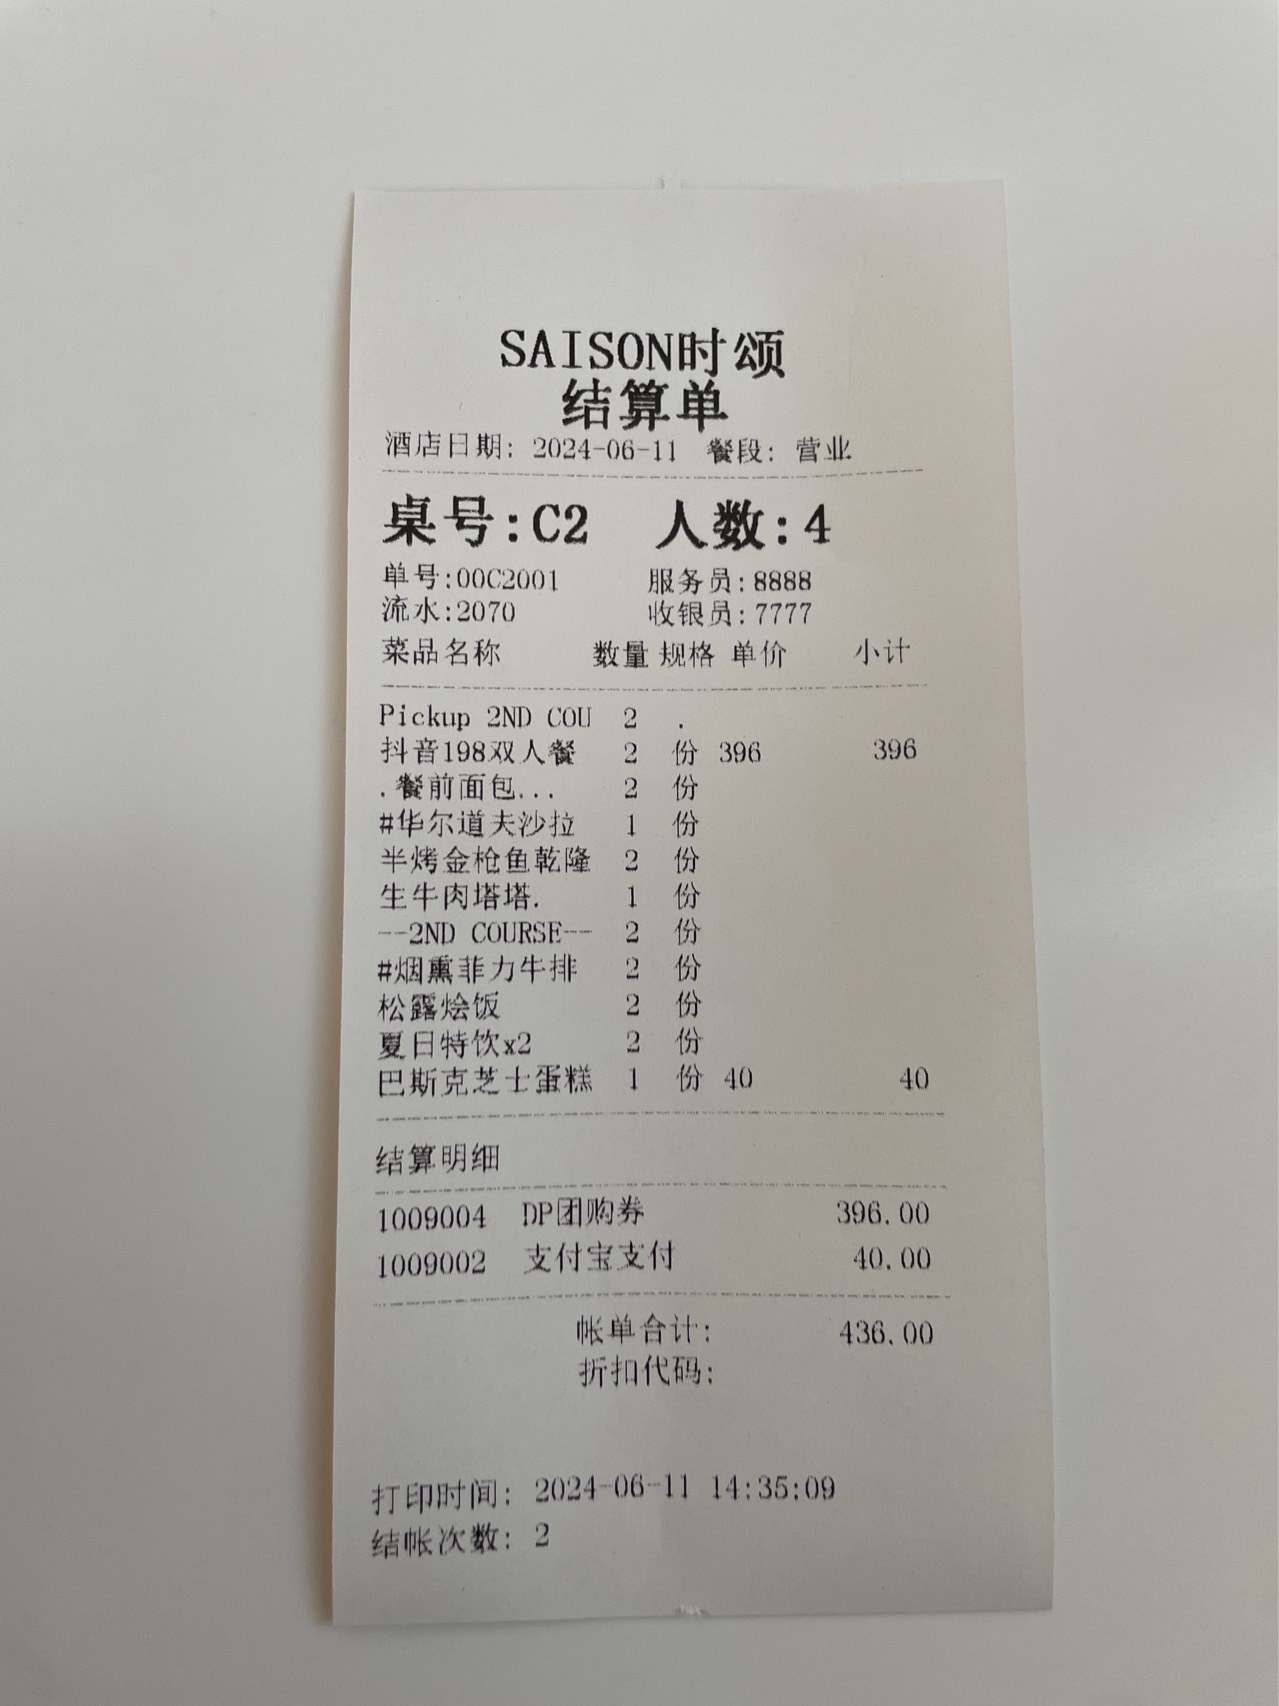 SAISON时颂
结算单
酒店日期: 2024-06-11 餐段: 营业
桌号:C2 人数:4
单号:00C2001 服务员:8888
流水:2070 收银员:7777
菜品名称 数量 规格 单价 小计
Pickup 2ND COU 2 .
抖音198双人餐 2 份 396 396
.餐前面包... 2 份
#华尔道夫沙拉 1 份
半烤金枪鱼乾隆 2 份
生牛肉塔塔. 1 份
--2ND COURSE-- 2 份
#烟熏菲力牛排 2 份
松露烩饭 2 份
夏日特饮x2 2 份
巴斯克芝士蛋糕 1 份 40 40
结算明细
1009004 DP团购券 396.00
1009002 支付宝支付 40.00
帐单合计: 436.00
折扣代码:
打印时间: 2024-06-11 14:35:09
结帐次数: 2